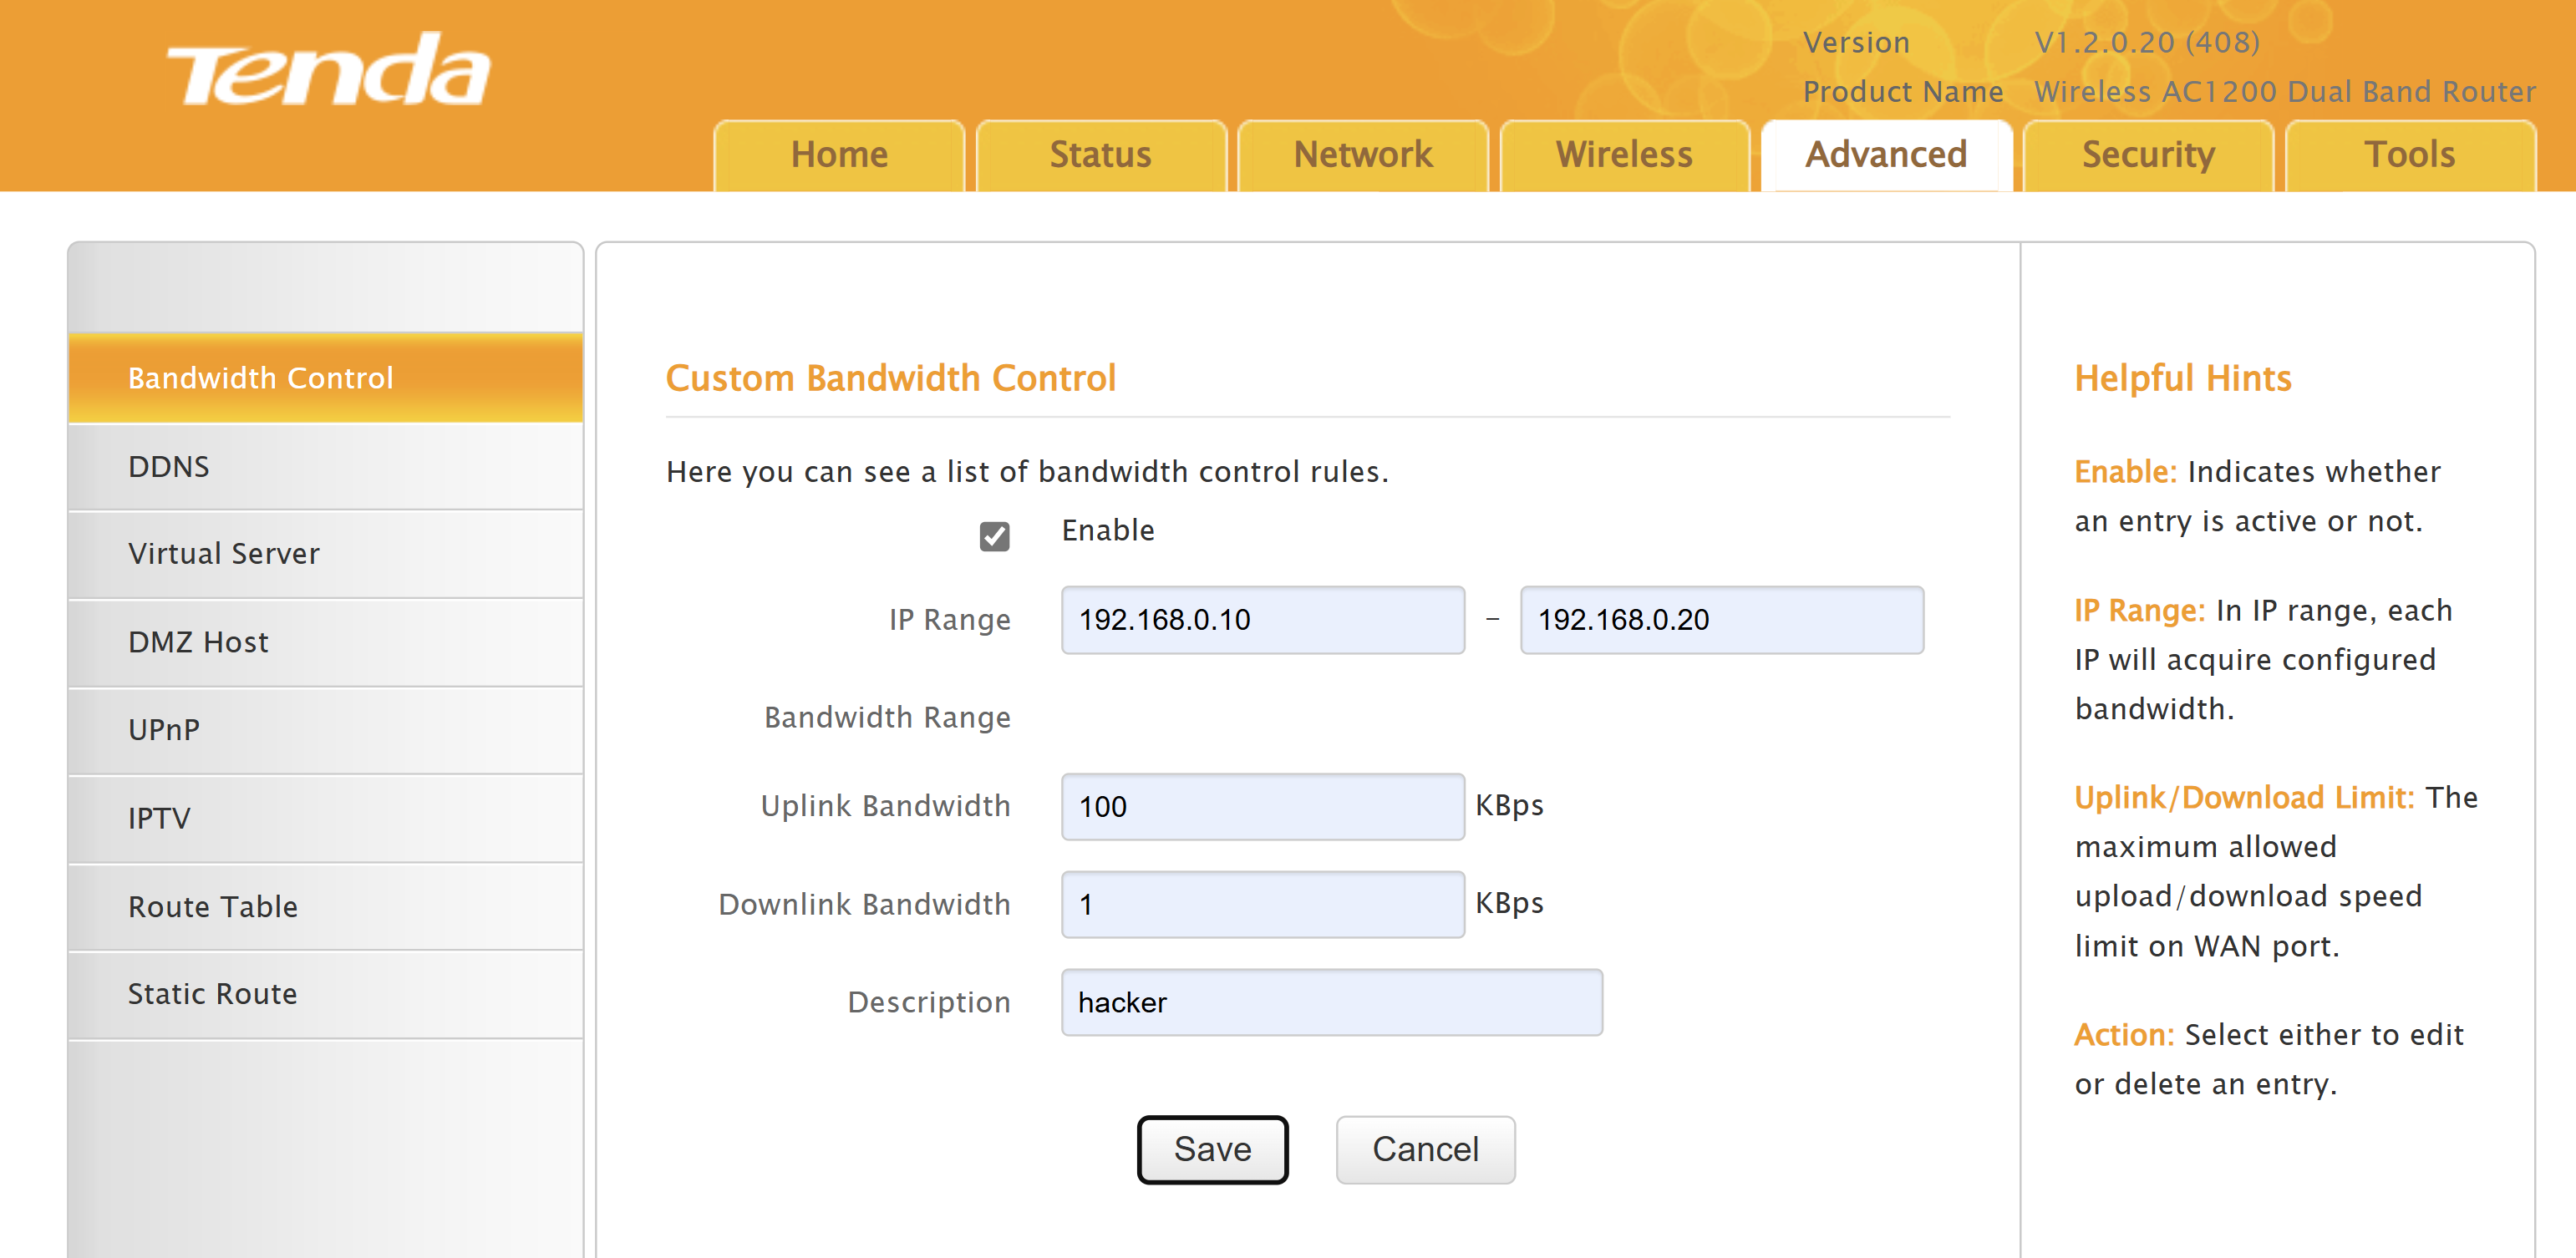 Tenda
Version V1.2.0.20 (408)
Product Name Wireless AC1200 Dual Band Router
Home Status Network Wireless Advanced Security Tools
Bandwidth Control
DDNS
Virtual Server
DMZ Host
UPnP
IPTV
Route Table
Static Route
Custom Bandwidth Control
Here you can see a list of bandwidth control rules.
Enable
IP Range 192.168.0.10 – 192.168.0.20
Bandwidth Range
Uplink Bandwidth 100 KBps
Downlink Bandwidth 1 KBps
Description hacker
Save Cancel
Helpful Hints
Enable: Indicates whether
an entry is active or not.
IP Range: In IP range, each
IP will acquire configured
bandwidth.
Uplink/Download Limit: The
maximum allowed
upload/download speed
limit on WAN port.
Action: Select either to edit
or delete an entry.